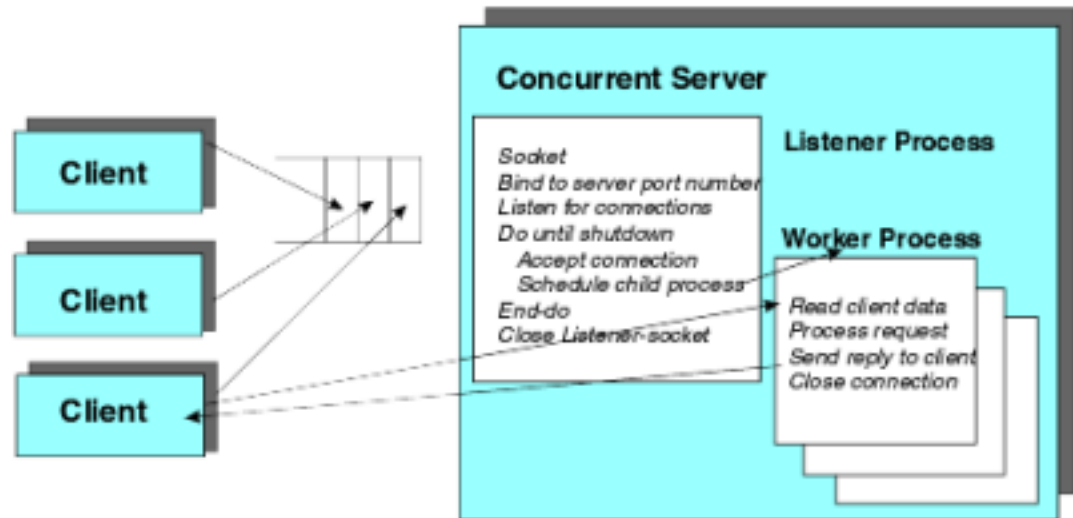 Concurrent Server
Client
Client
Client
Socket
Bind to server port number
Listen for connections
Do until shutdown
Accept connection
Schedule child process
End-do
Close Listener-socket
Listener Process
Worker Process
Read client data
Process request
Send reply to client
Close connection